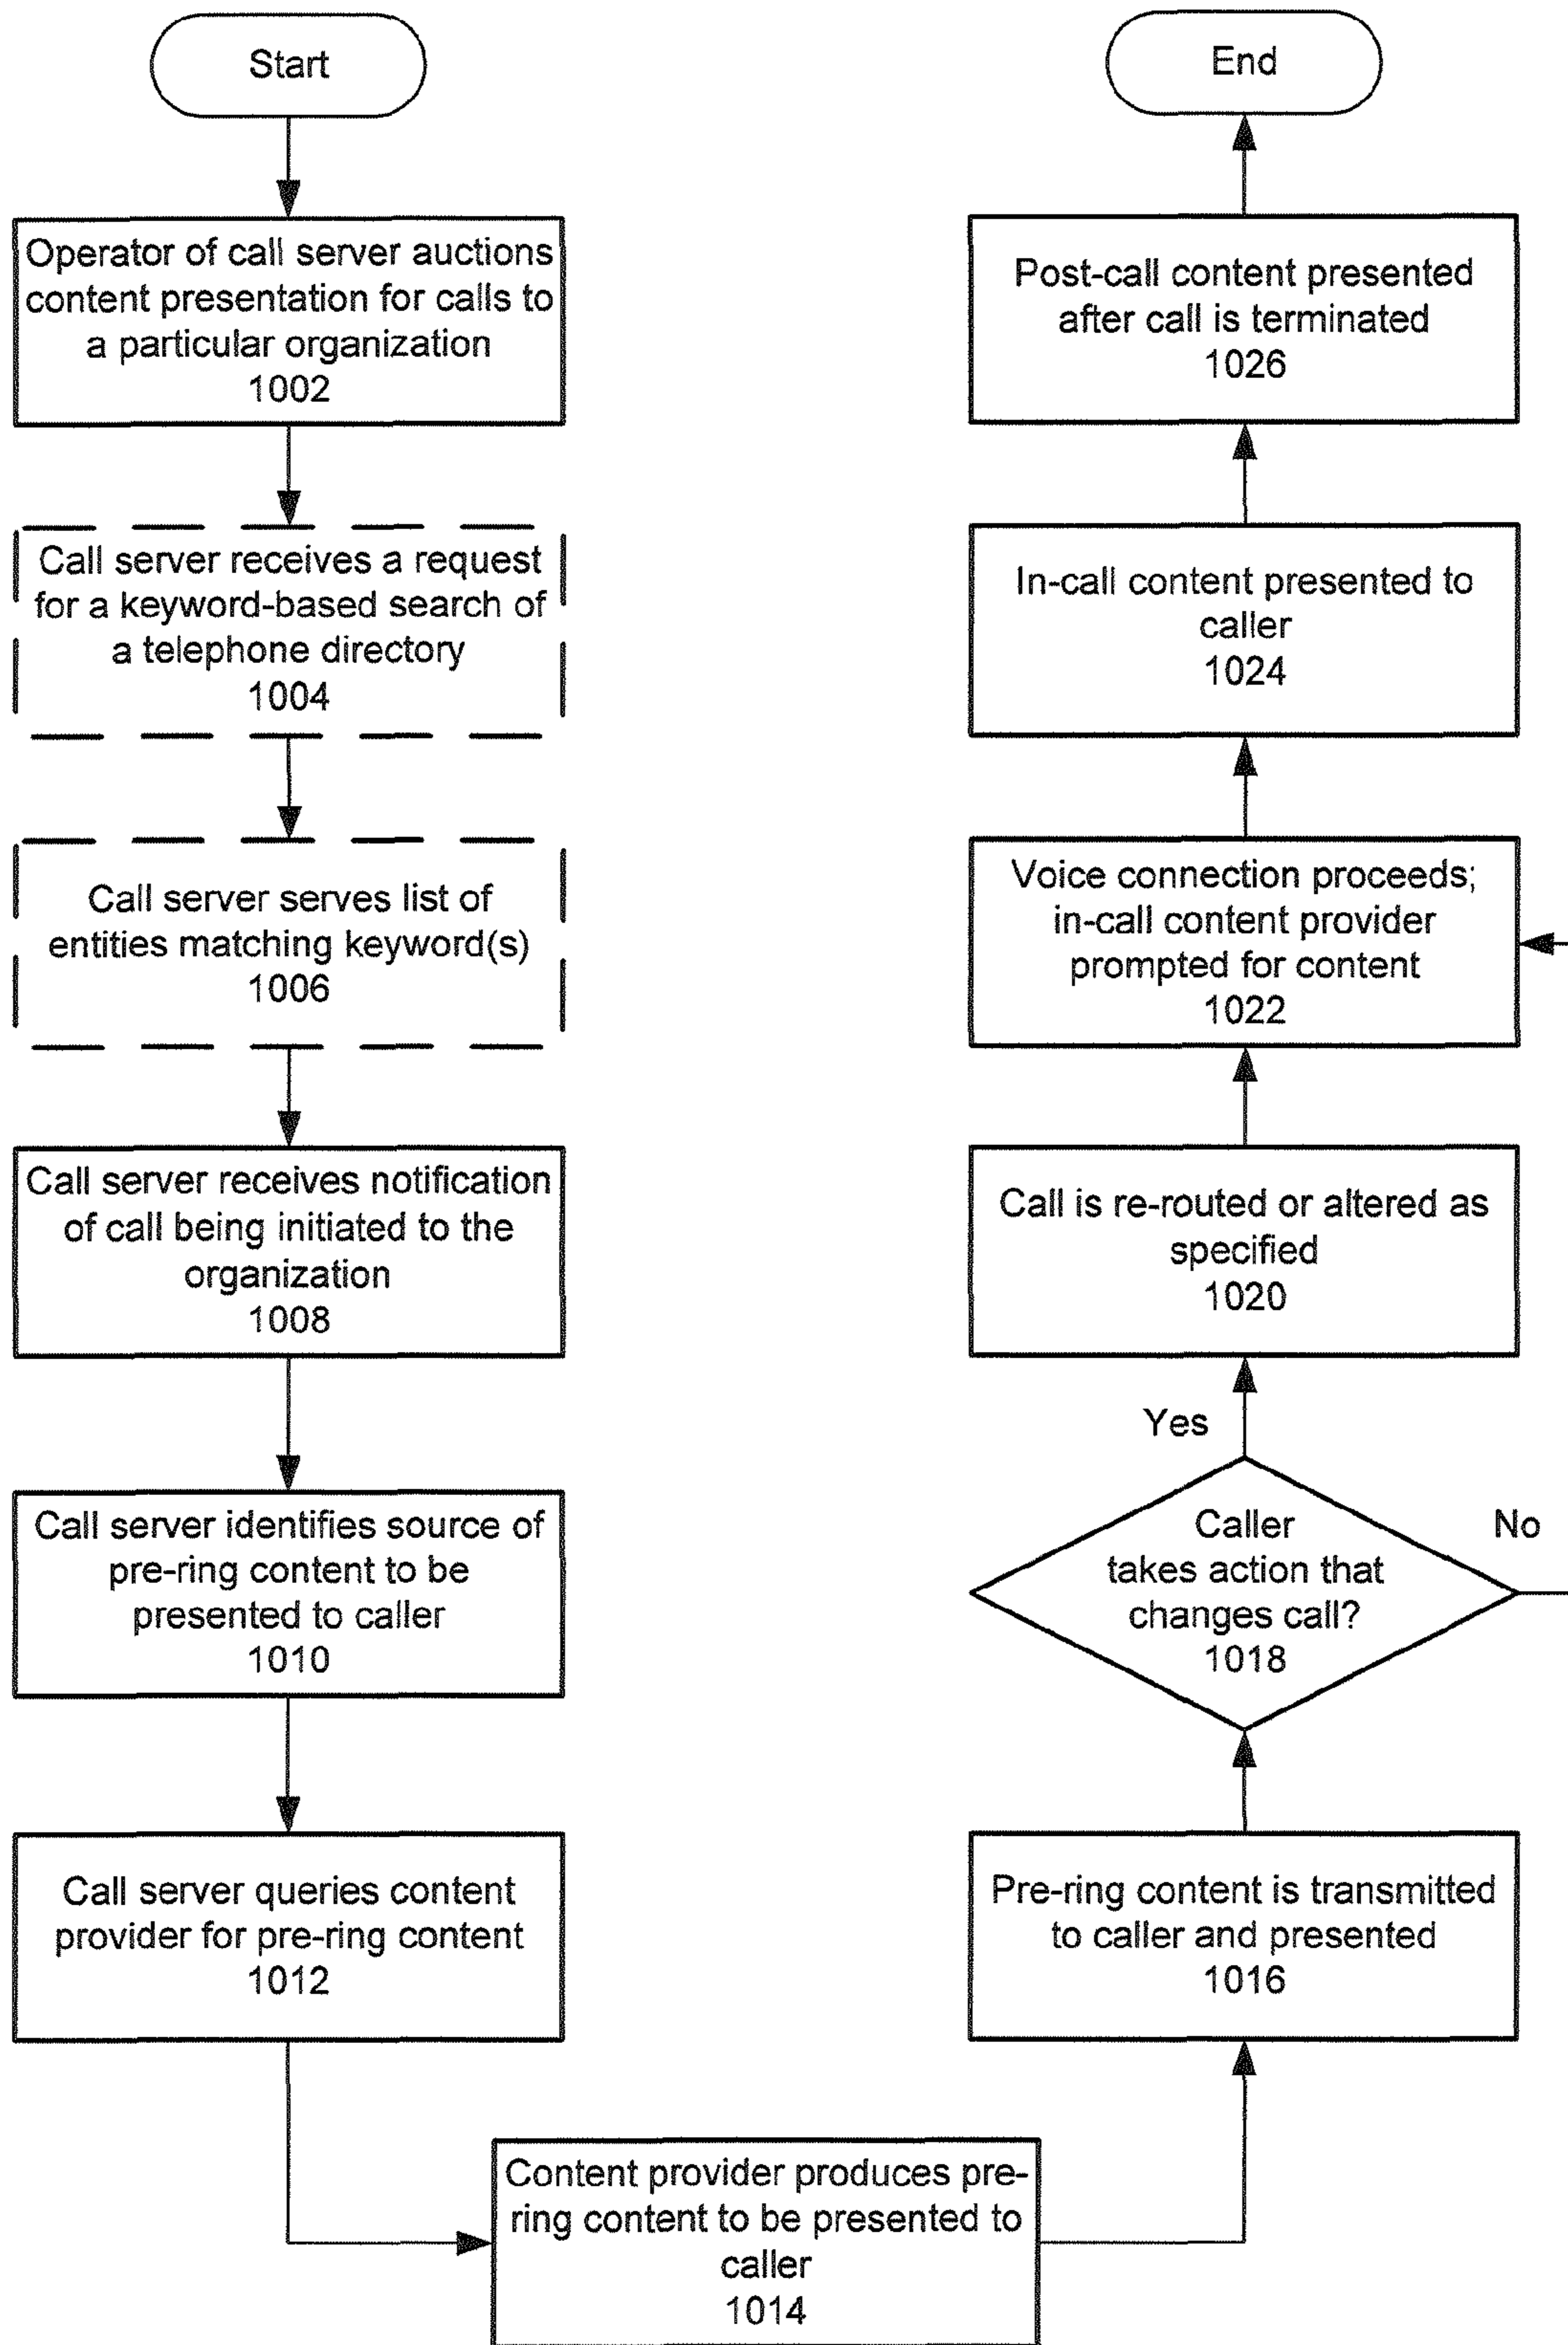 Start
Operator of call server auctions
content presentation for calls to
a particular organization
1002
Call server receives a request
for a keyword-based search of
a telephone directory
1004
Call server serves list of
entities matching keyword(s)
1006
Call server receives notification
of call being initiated to the
organization
1008
Call server identifies source of
pre-ring content to be
presented to caller
1010
Call server queries content
provider for pre-ring content
1012
Content provider produces pre-
ring content to be presented to
caller
1014
Pre-ring content is transmitted
to caller and presented
1016
Caller
takes action that
changes call?
1018
Yes
No
Call is re-routed or altered as
specified
1020
Voice connection proceeds;
in-call content provider
prompted for content
1022
In-call content presented to
caller
1024
Post-call content presented
after call is terminated
1026
End